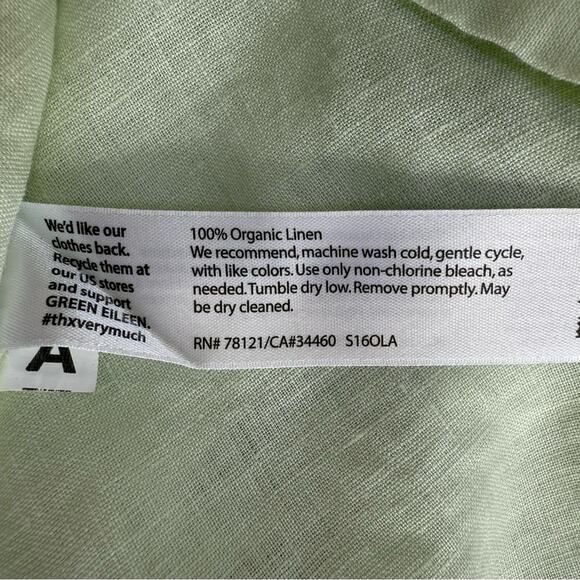 We'd like our
clothes back.
Recycle them at
our US stores
and support
GREEN EILEEN.
#thxverymuch
100% Organic Linen
We recommend, machine wash cold, gentle cycle,
with like colors. Use only non-chlorine bleach, as
needed. Tumble dry low. Remove promptly. May
be dry cleaned.
RN# 78121/CA#34460 S16OLA
A